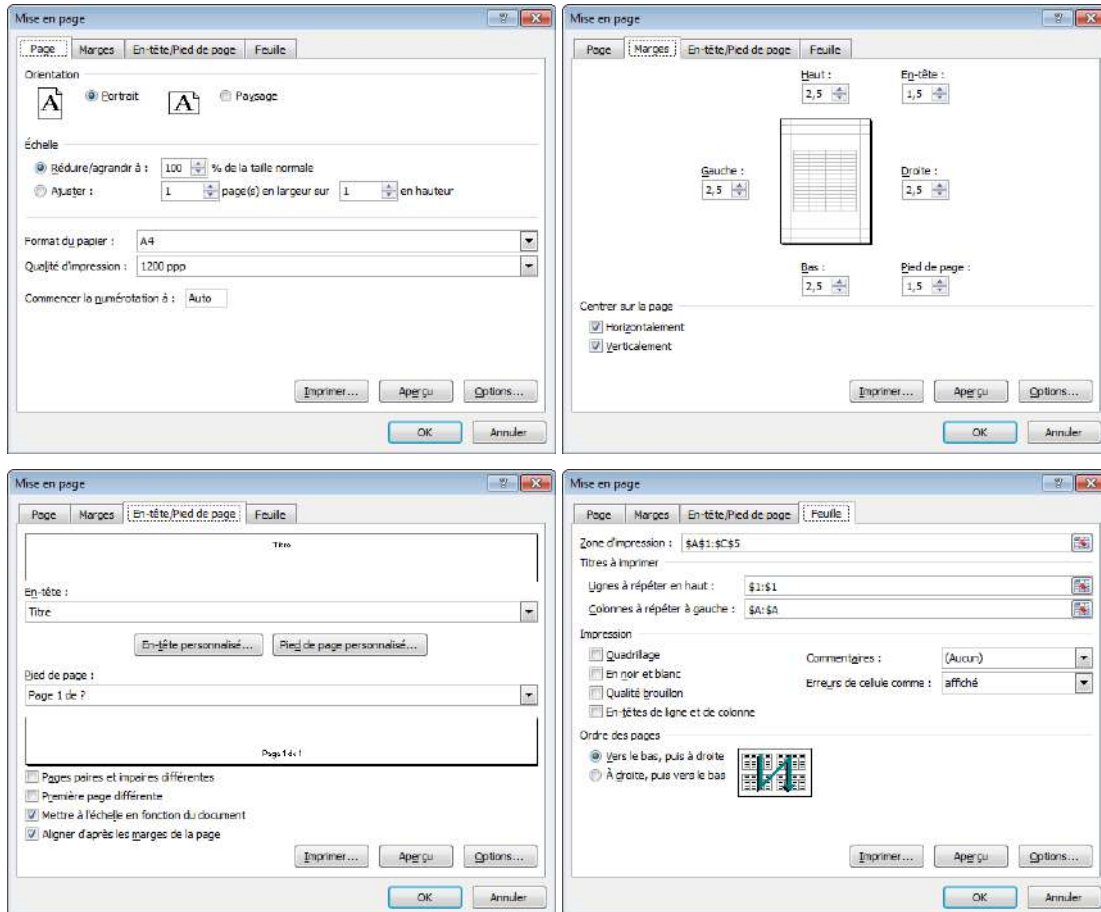 Mise en page
Page Marges En-tête/Pied de page Feuille
Orientation
A Portrait A Paysage
Échelle
Réduire/agrandir à : 100 % de la taille normale
Ajuster : 1 page(s) en largeur sur 1 en hauteur
Format du papier : A4
Qualité d'impression : 1200 ppp
Commencer la numérotation à : Auto
Imprimer... Aperçu Options...
OK Annuler
Mise en page
Page Marges En-tête/Pied de page Feuille
Haut : En-tête :
2,5 1,5
Gauche : Droite :
2,5 2,5
Bas : Pied de page :
2,5 1,5
Centrer sur la page
Horizontalement
Verticalement
Imprimer... Aperçu Options...
OK Annuler
Mise en page
Page Marges En-tête/Pied de page Feuille
Titre
En-tête :
Titre
En-tête personnalisé... Pied de page personnalisé...
Pied de page :
Page 1 de ?
Page 1 de 1
Pages paires et impaires différentes
Première page différente
Mettre à l'échelle en fonction du document
Aligner d'après les marges de la page
Imprimer... Aperçu Options...
OK Annuler
Mise en page
Page Marges En-tête/Pied de page Feuille
Zone d'impression : $A$1:$C$5
Titres à imprimer
Lignes à répéter en haut : $1:$1
Colonnes à répéter à gauche : $A:$A
Impression
Quadrillage Commentaires : (Aucun)
En noir et blanc Erreurs de cellule comme : affiché
Qualité brouillon
En-têtes de ligne et de colonne
Ordre des pages
Vers le bas, puis à droite
À droite, puis vers le bas
Imprimer... Aperçu Options...
OK Annuler